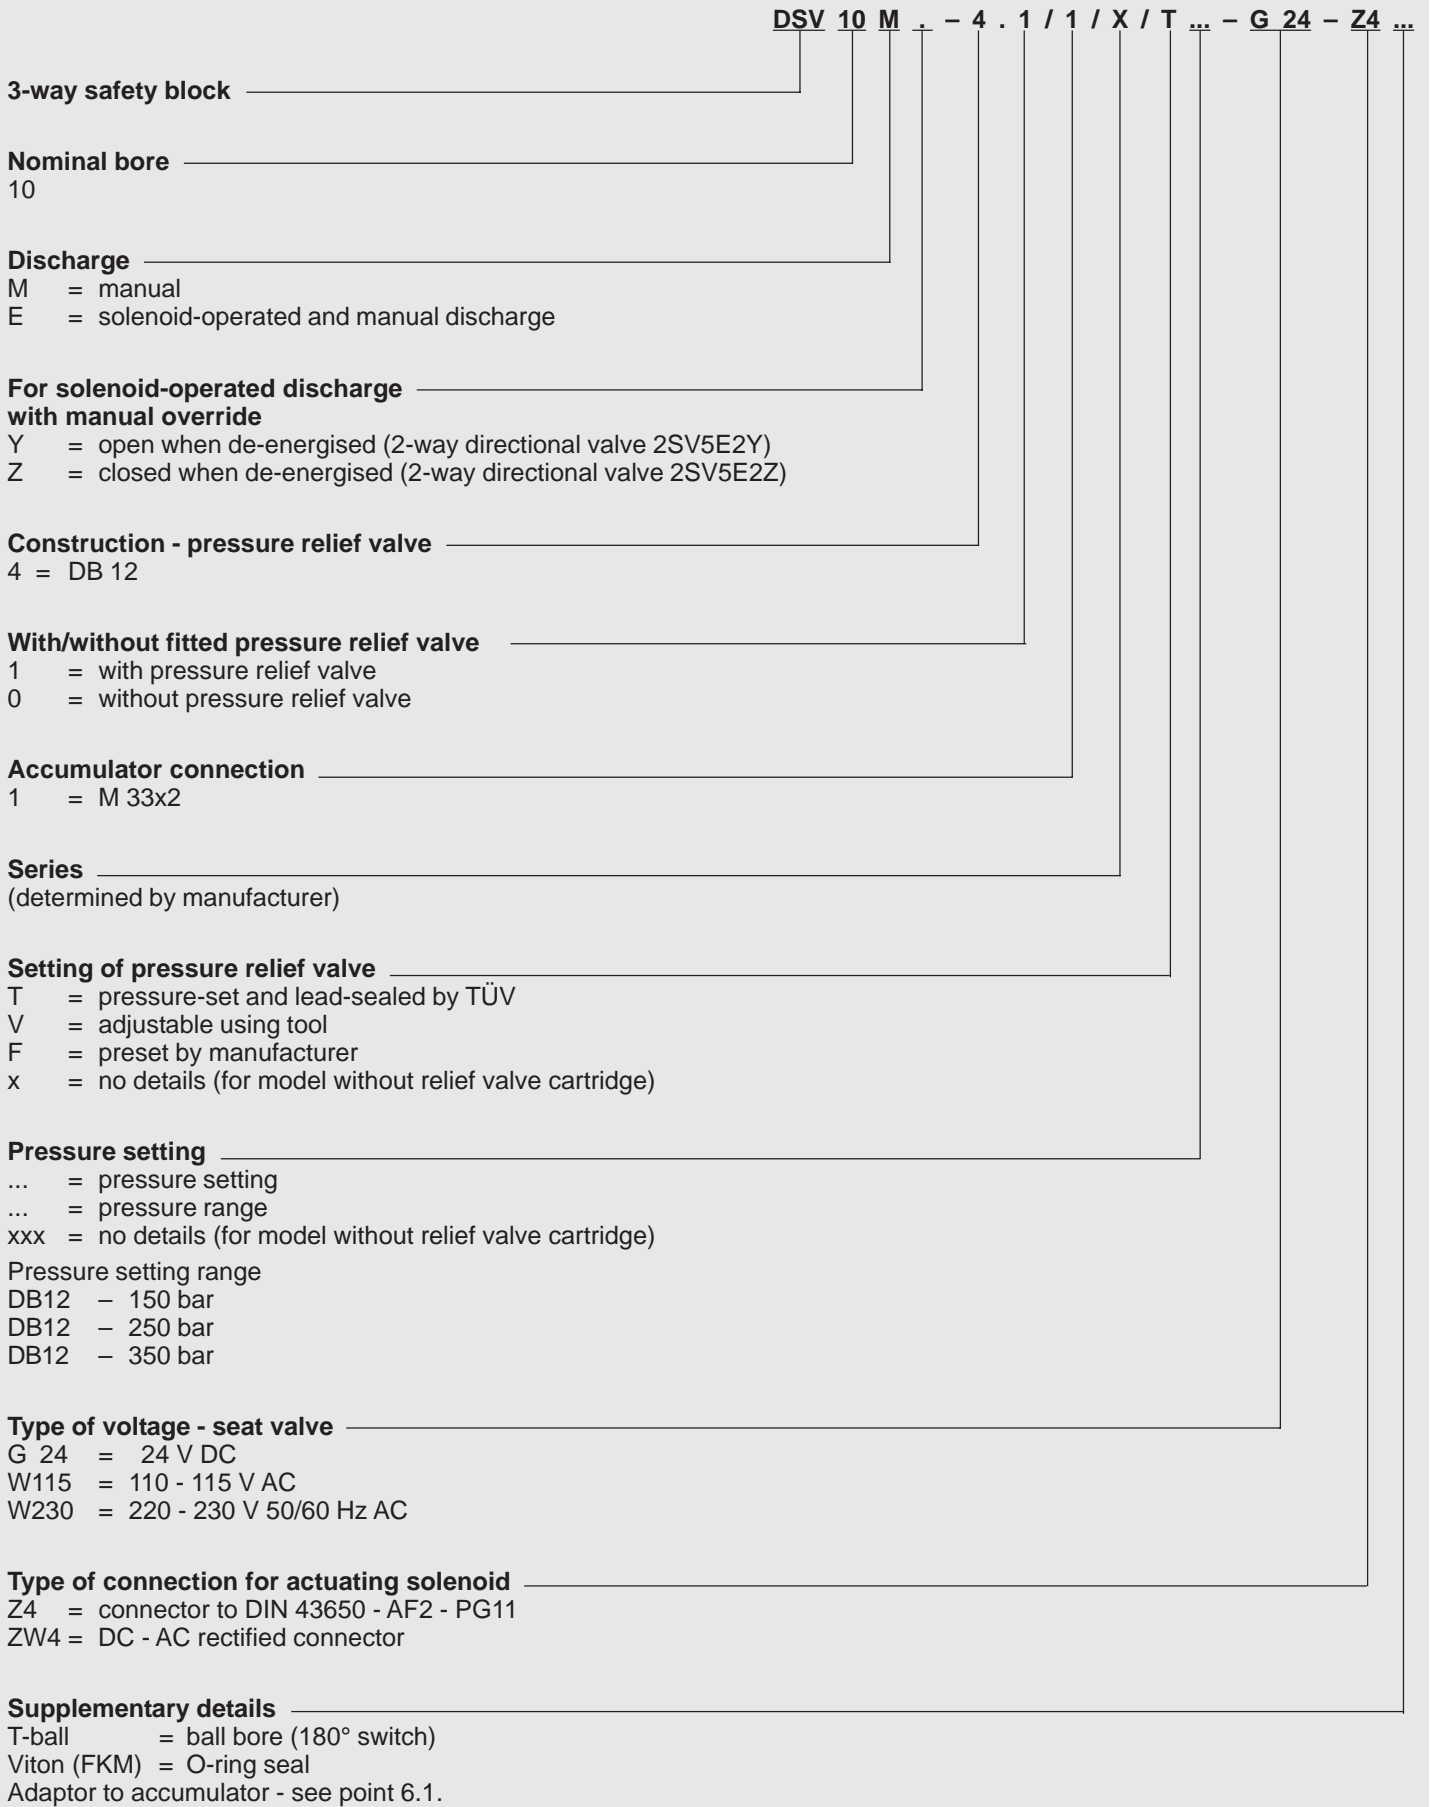 DSV 10 M . – 4 . 1 / 1 / X / T ... – G 24 – Z4 ...
3-way safety block
Nominal bore
10
Discharge
M = manual
E = solenoid-operated and manual discharge
For solenoid-operated discharge
with manual override
Y = open when de-energised (2-way directional valve 2SV5E2Y)
Z = closed when de-energised (2-way directional valve 2SV5E2Z)
Construction - pressure relief valve
4 = DB 12
With/without fitted pressure relief valve
1 = with pressure relief valve
0 = without pressure relief valve
Accumulator connection
1 = M 33x2
Series
(determined by manufacturer)
Setting of pressure relief valve
T = pressure-set and lead-sealed by TÜV
V = adjustable using tool
F = preset by manufacturer
x = no details (for model without relief valve cartridge)
Pressure setting
... = pressure setting
... = pressure range
xxx = no details (for model without relief valve cartridge)
Pressure setting range
DB12 – 150 bar
DB12 – 250 bar
DB12 – 350 bar
Type of voltage - seat valve
G 24 = 24 V DC
W115 = 110 - 115 V AC
W230 = 220 - 230 V 50/60 Hz AC
Type of connection for actuating solenoid
Z4 = connector to DIN 43650 - AF2 - PG11
ZW4 = DC - AC rectified connector
Supplementary details
T-ball = ball bore (180° switch)
Viton (FKM) = O-ring seal
Adaptor to accumulator - see point 6.1.